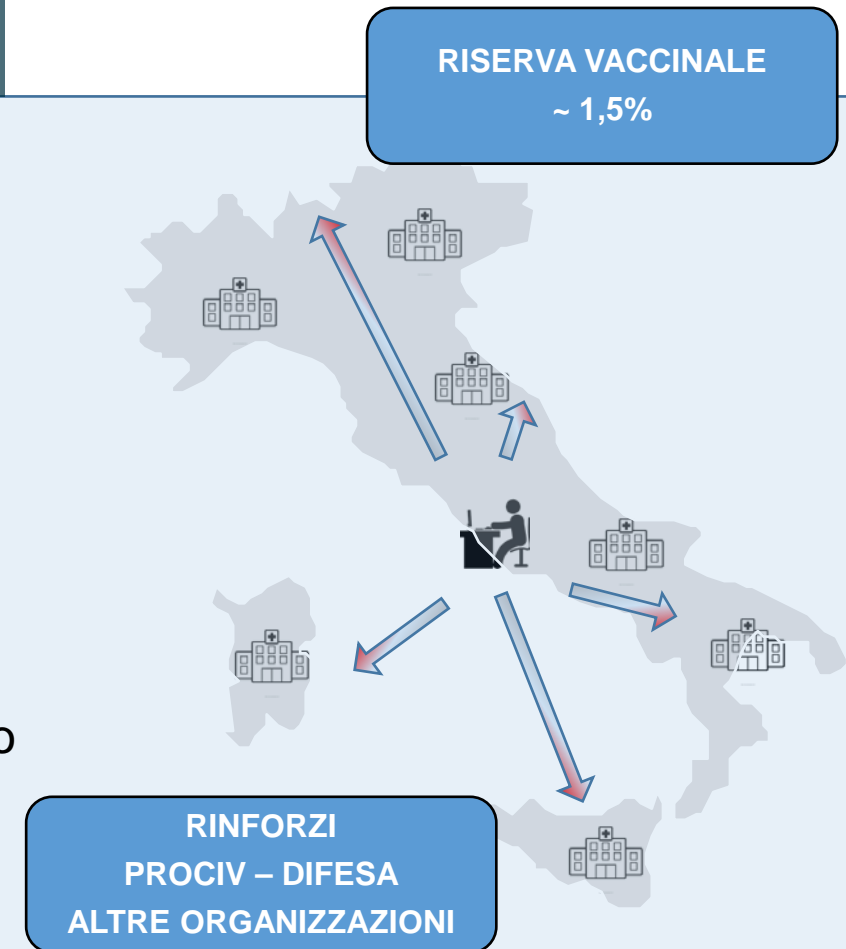 RISERVA VACCINALE
~ 1,5%
o
RINFORZI
PROCIV – DIFESA
ALTRE ORGANIZZAZIONI